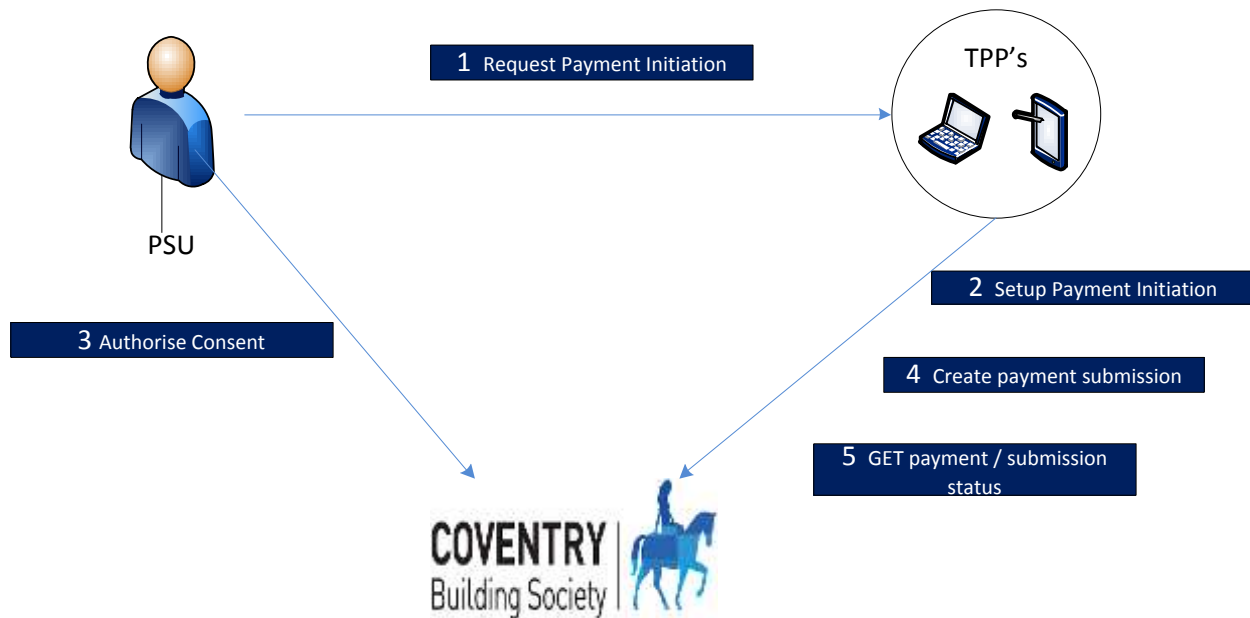 1 Request Payment Initiation
TPP's
PSU
2 Setup Payment Initiation
3 Authorise Consent
4 Create payment submission
5 GET payment / submission
status
COVENTRY
Building Society